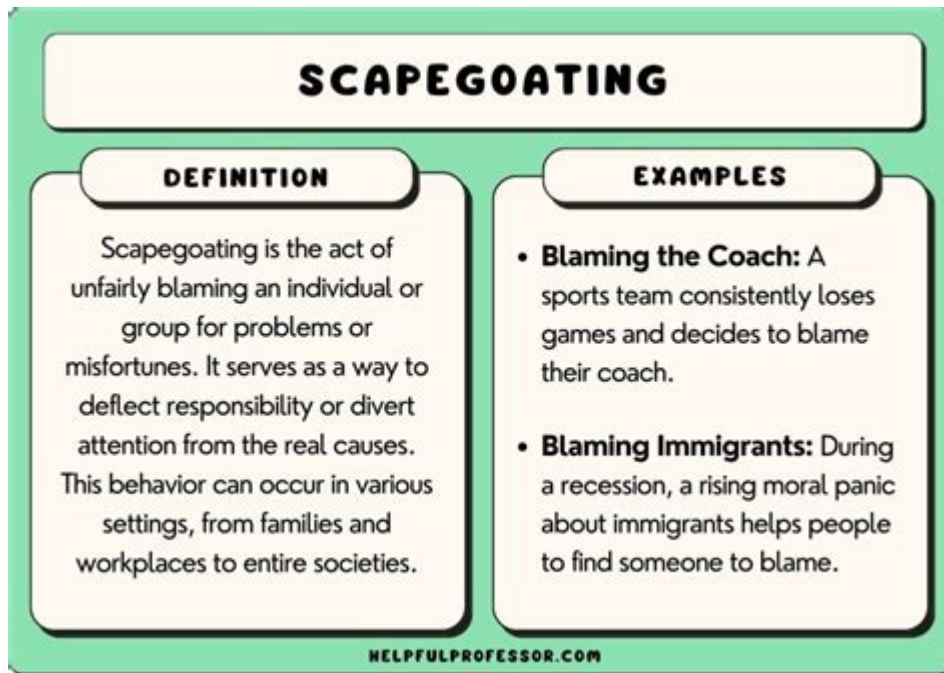 SCAPEGOATING
DEFINITION
Scapegoating is the act of
unfairly blaming an individual or
group for problems or
misfortunes. It serves as a way to
deflect responsibility or divert
attention from the real causes.
This behavior can occur in various
settings, from families and
workplaces to entire societies.
EXAMPLES
• Blaming the Coach: A
sports team consistently loses
games and decides to blame
their coach.
• Blaming Immigrants: During
a recession, a rising moral panic
about immigrants helps people
to find someone to blame.
HELPFULPROFESSOR.COM